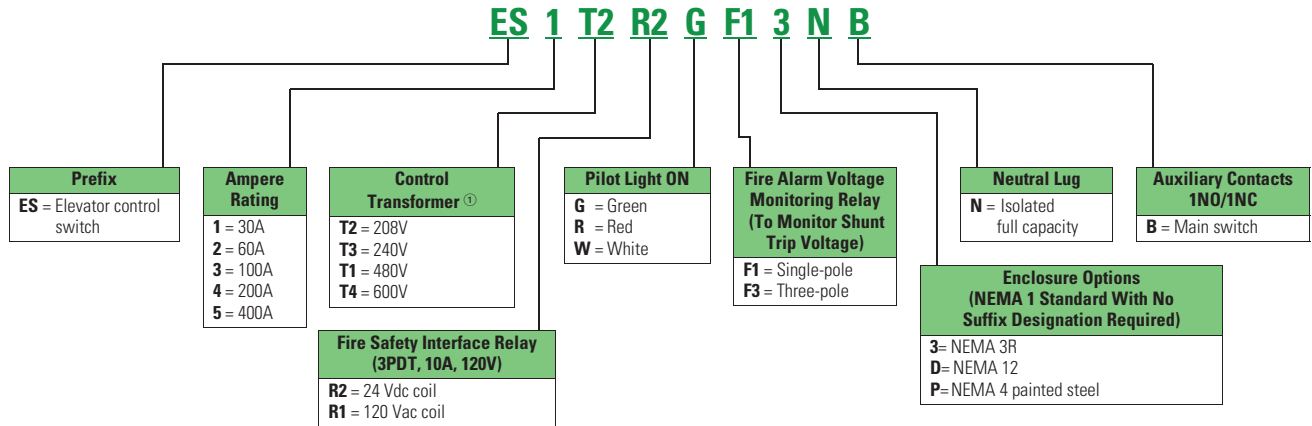 ES 1 T2 R2 G F1 3 N B
Prefix
ES = Elevator control
switch
Ampere
Rating
1 = 30A
2 = 60A
3 = 100A
4 = 200A
5 = 400A
Control
Transformer ①
T2 = 208V
T3 = 240V
T1 = 480V
T4 = 600V
Fire Safety Interface Relay
(3PDT, 10A, 120V)
R2 = 24 Vdc coil
R1 = 120 Vac coil
Pilot Light ON
G = Green
R = Red
W = White
Fire Alarm Voltage
Monitoring Relay
(To Monitor Shunt
Trip Voltage)
F1 = Single-pole
F3 = Three-pole
Enclosure Options
(NEMA 1 Standard With No
Suffix Designation Required)
3= NEMA 3R
D= NEMA 12
P= NEMA 4 painted steel
Neutral Lug
N = Isolated
full capacity
Auxiliary Contacts
1NO/1NC
B = Main switch